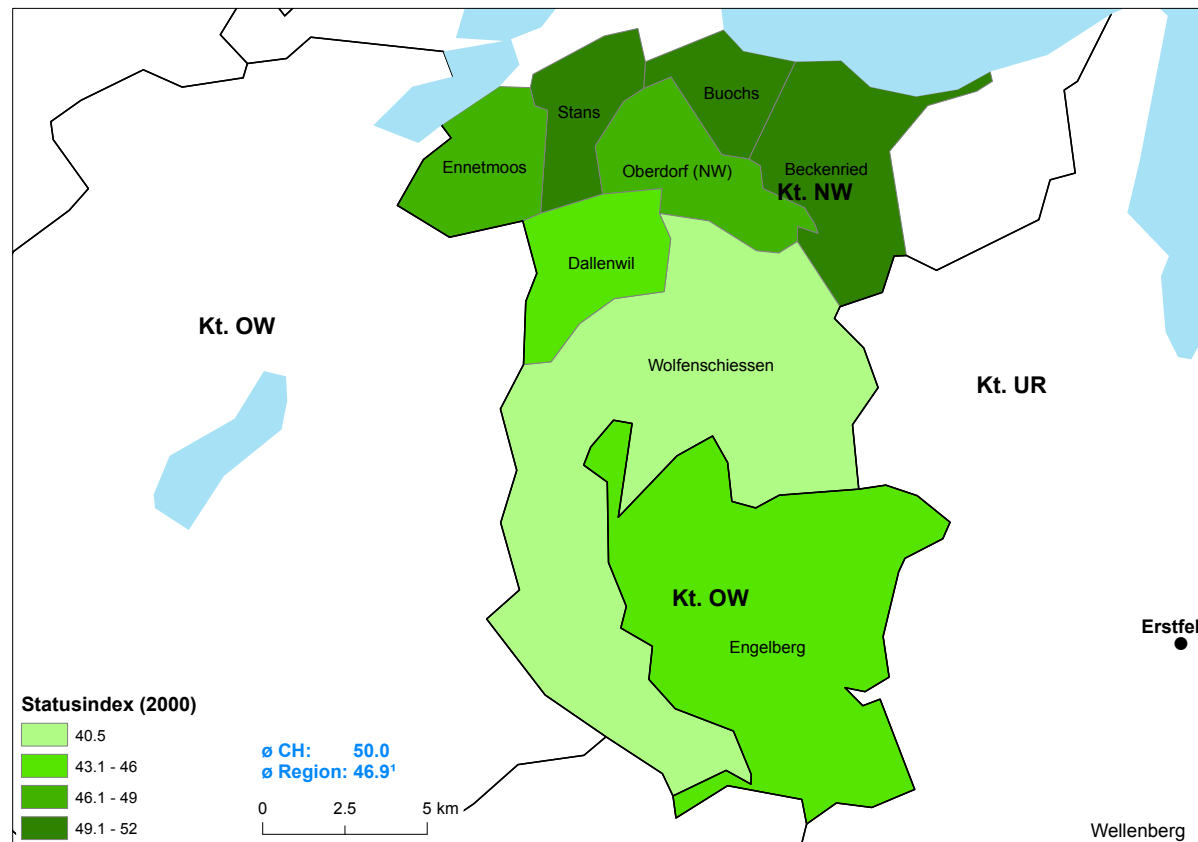 Buochs
Stans
Ennetmoos
Oberdorf (NW)
Beckenried
Kt. NW
Dallenwil
Kt. OW
Wolfenschiessen
Kt. UR
Kt. OW
Erstfel
Engelberg
Statusindex (2000)
40.5
43.1 - 46
46.1 - 49
49.1 - 52
ø CH: 50.0
ø Region: 46.9¹
0 2.5 5 km
Wellenberg